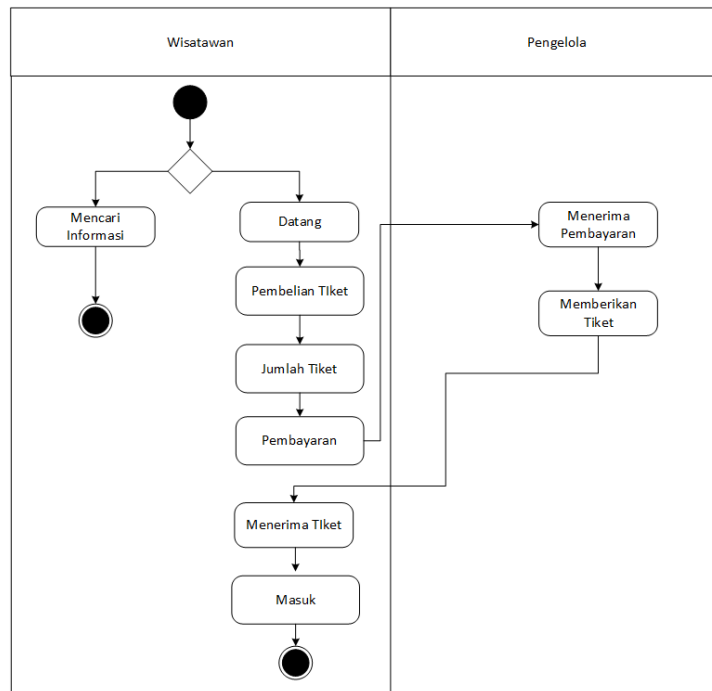 Wisatawan
Pengelola
Mencari
Informasi
Datang
Pembelian TIket
Jumlah Tiket
Pembayaran
Menerima
Pembayaran
Memberikan
Tiket
Menerima TIket
Masuk